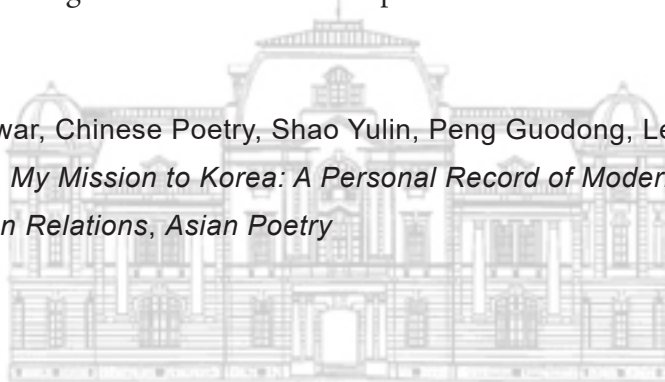 war, Chinese Poetry, Shao Yulin, Peng Guodong, Le
My Mission to Korea: A Personal Record of Moder
n Relations, Asian Poetry